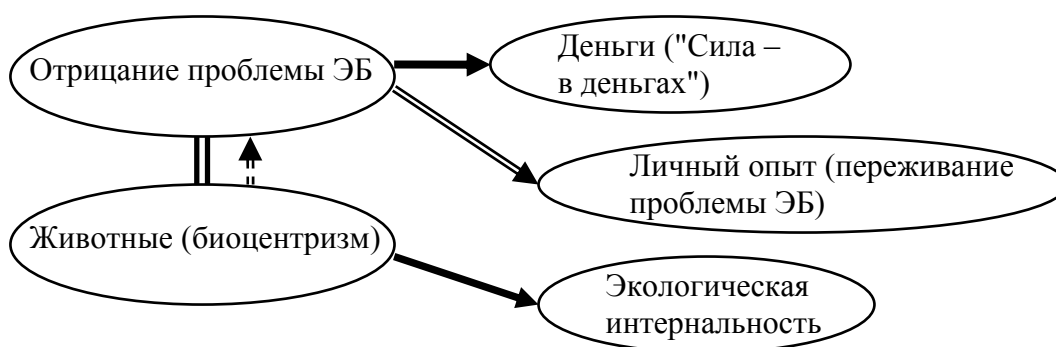 Отрицание проблемы ЭБ
Деньги ("Сила –
в деньгах")
Личный опыт (переживание
проблемы ЭБ)
Животные (биоцентризм)
Экологическая
интернальность